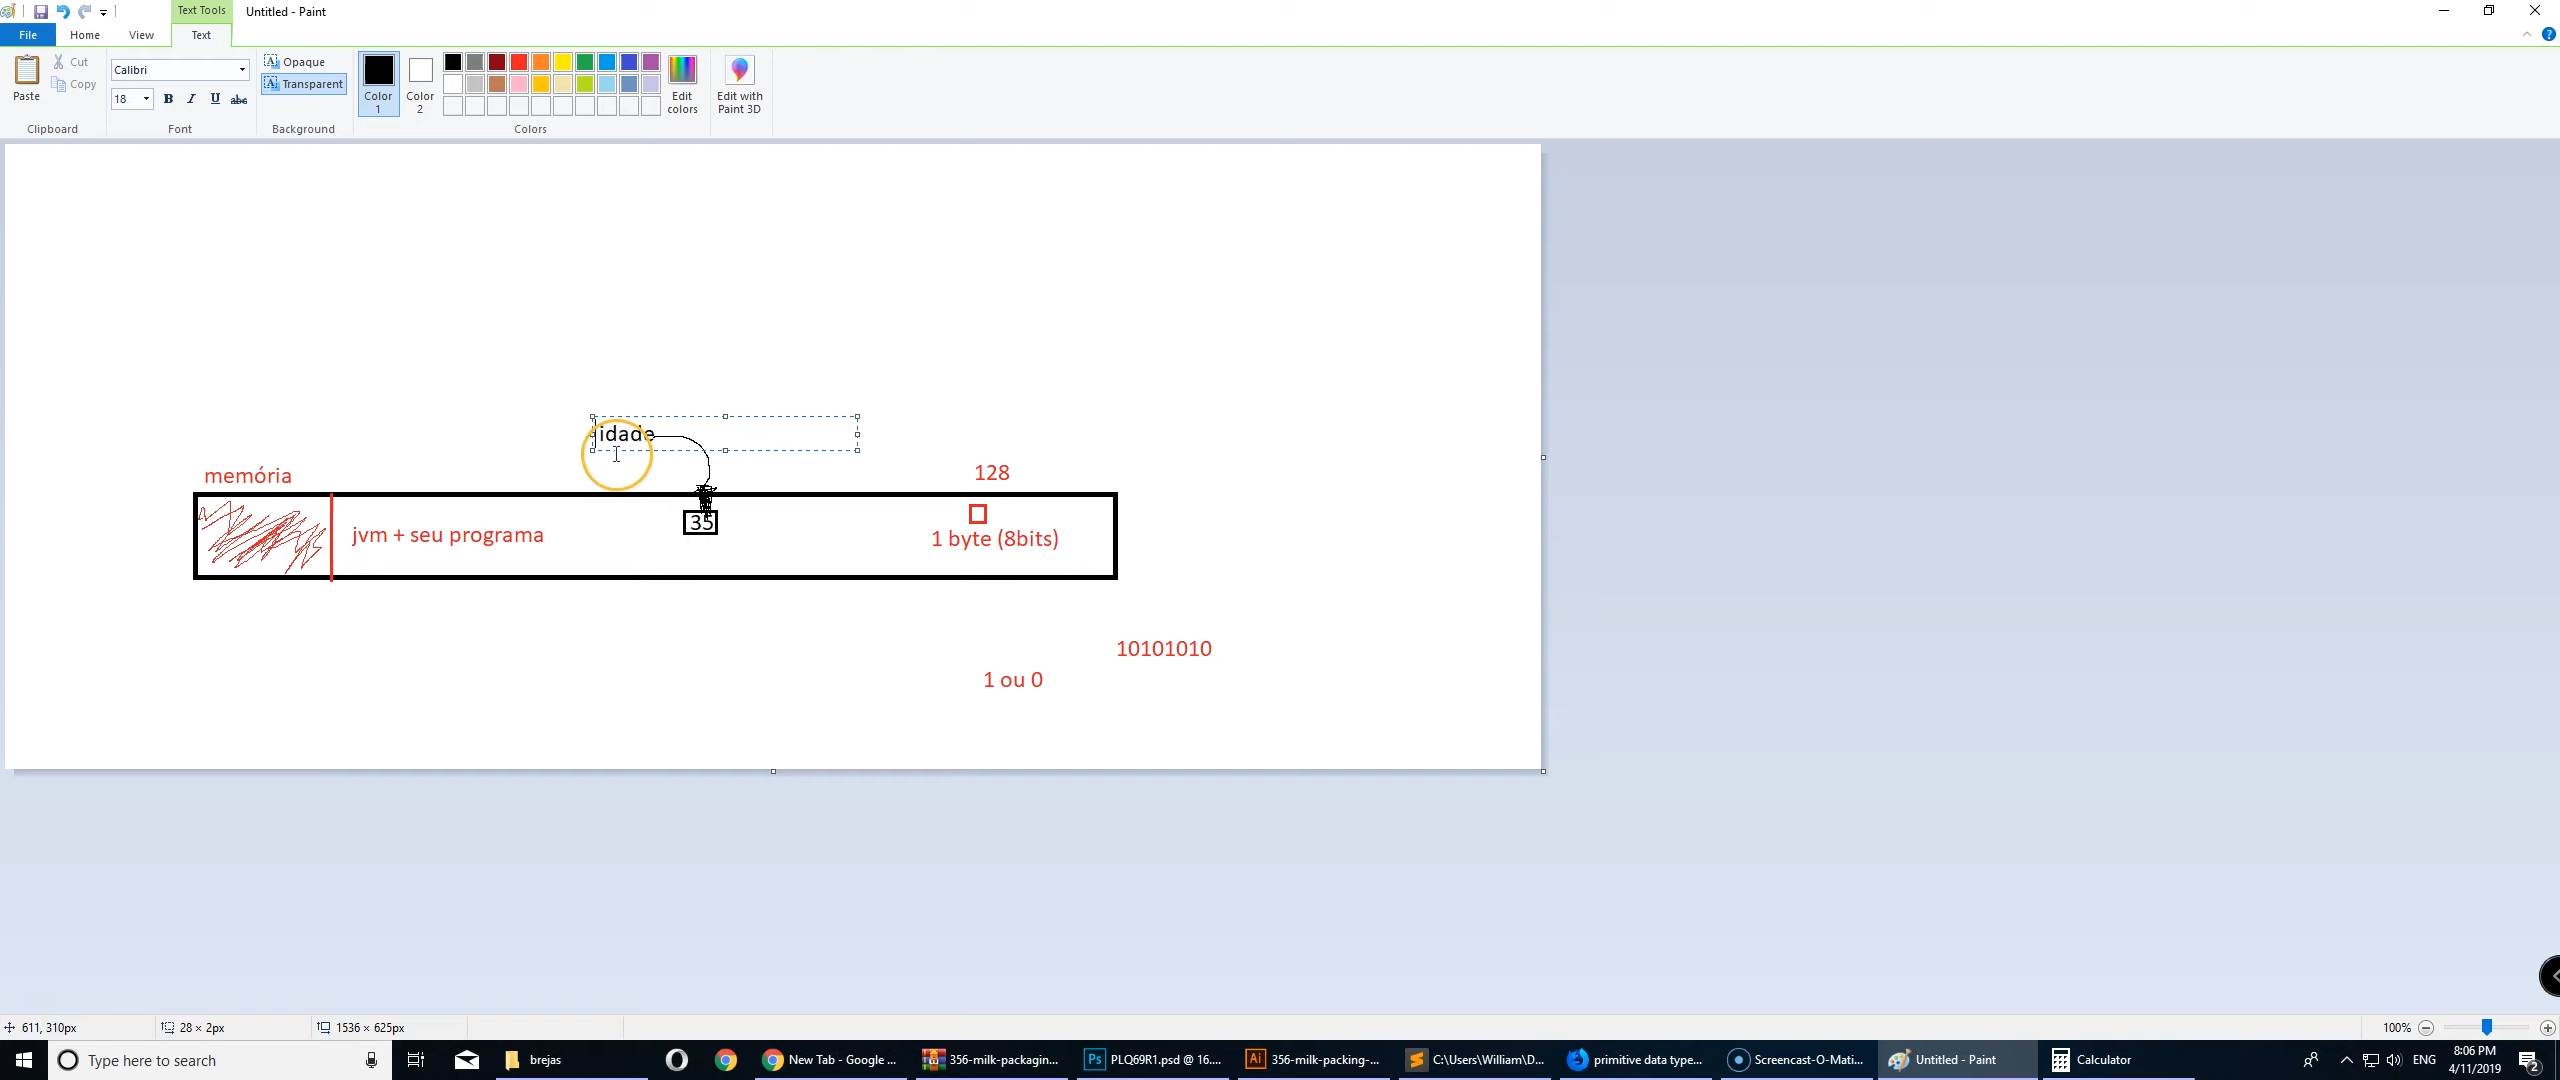 Text Tools
Untitled - Paint
File
Home
View
Text
Paste
Cut
Copy
Clipboard
Calibri
18
B I U abc
Font
Opaque
Transparent
Background
Color 1
Color 2
Edit colors
Colors
Edit with Paint 3D
idade
memória
128
35
jvm + seu programa
1 byte (8bits)
10101010
1 ou 0
611, 310px
28 × 2px
1536 × 625px
100%
Type here to search
brejas
New Tab - Google ...
356-milk-packagin...
Ps
PLQ69R1.psd @ 16....
Ai
356-milk-packing-...
C:\Users\William\D...
primitive data type...
Screencast-O-Mati...
Untitled - Paint
Calculator
ENG
8:06 PM
4/11/2019
2